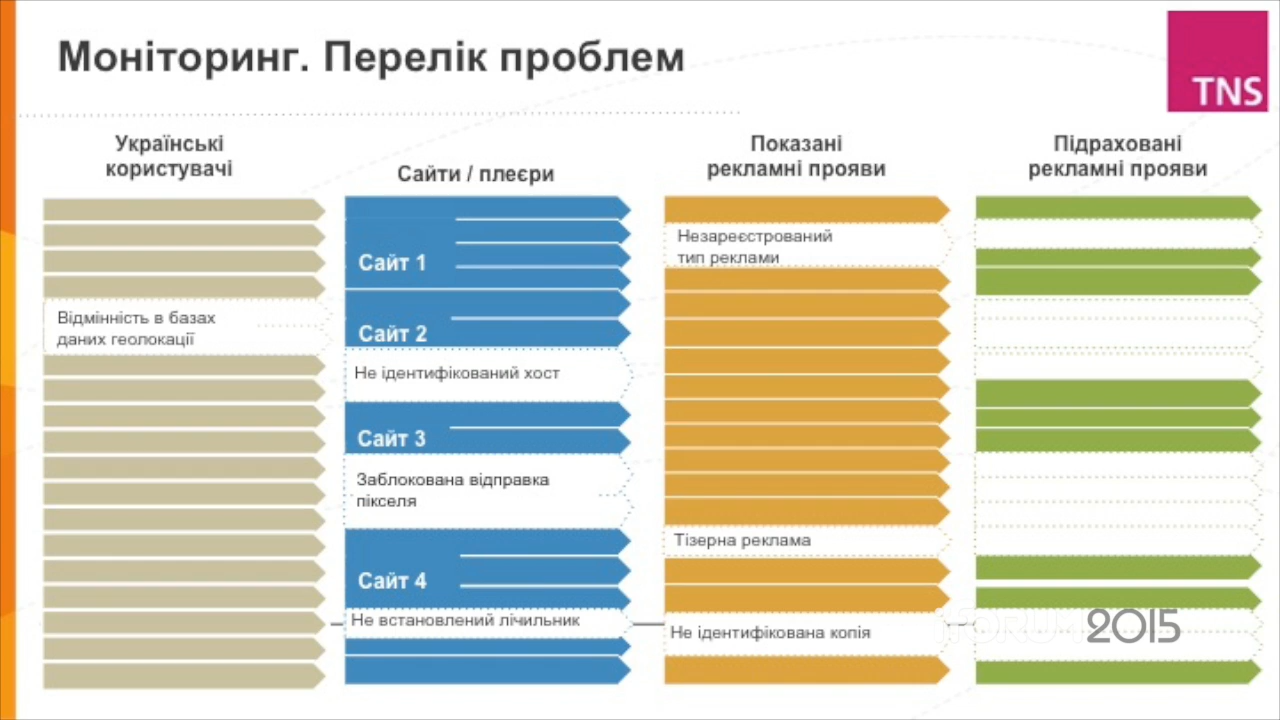 Моніторинг. Перелік проблем
TNS
Українські
користувачі
Сайти / плеєри
Показані
рекламні прояви
Підраховані
рекламні прояви
Відмінність в базах
даних геолокації
Сайт 1
Сайт 2
Не ідентифікований хост
Сайт 3
Заблокована відправка
пікселя
Сайт 4
Не встановлений лічильник
Незареєстрований
тип реклами
Тізерна реклама
Не ідентифікована копія
iFORUM 2015